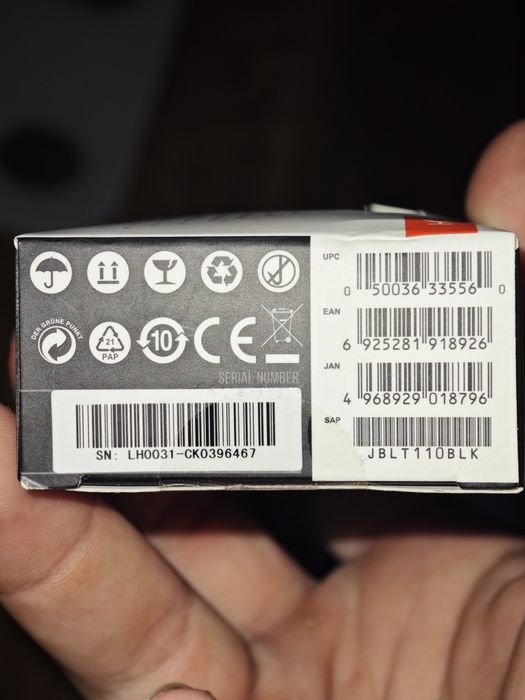 DER GRÜNE PUNKT
21
PAP
10
CE
SERIAL NUMBER
SN: LH0031-CK0396467
UPC
0 50036 33556 0
EAN
6 925281 918926
JAN
4 968929 018796
SAP
JBLT110BLK